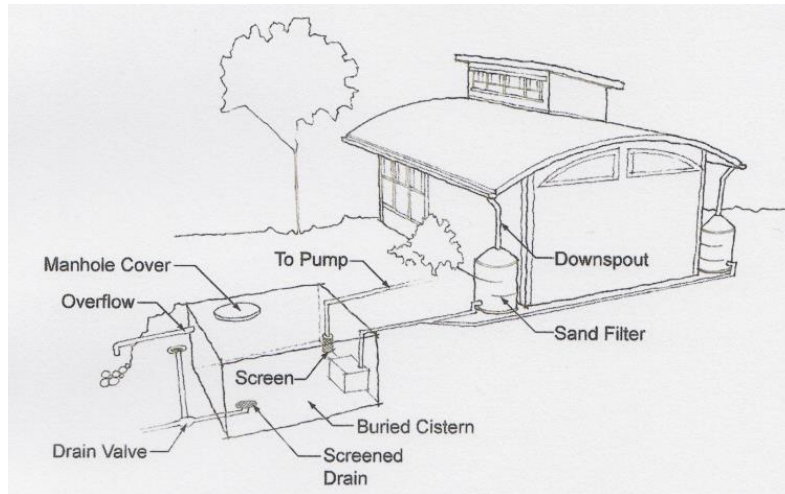 Manhole Cover
To Pump
Downspout
Overflow
Sand Filter
Screen
Buried Cistern
Drain Valve
Screened
Drain